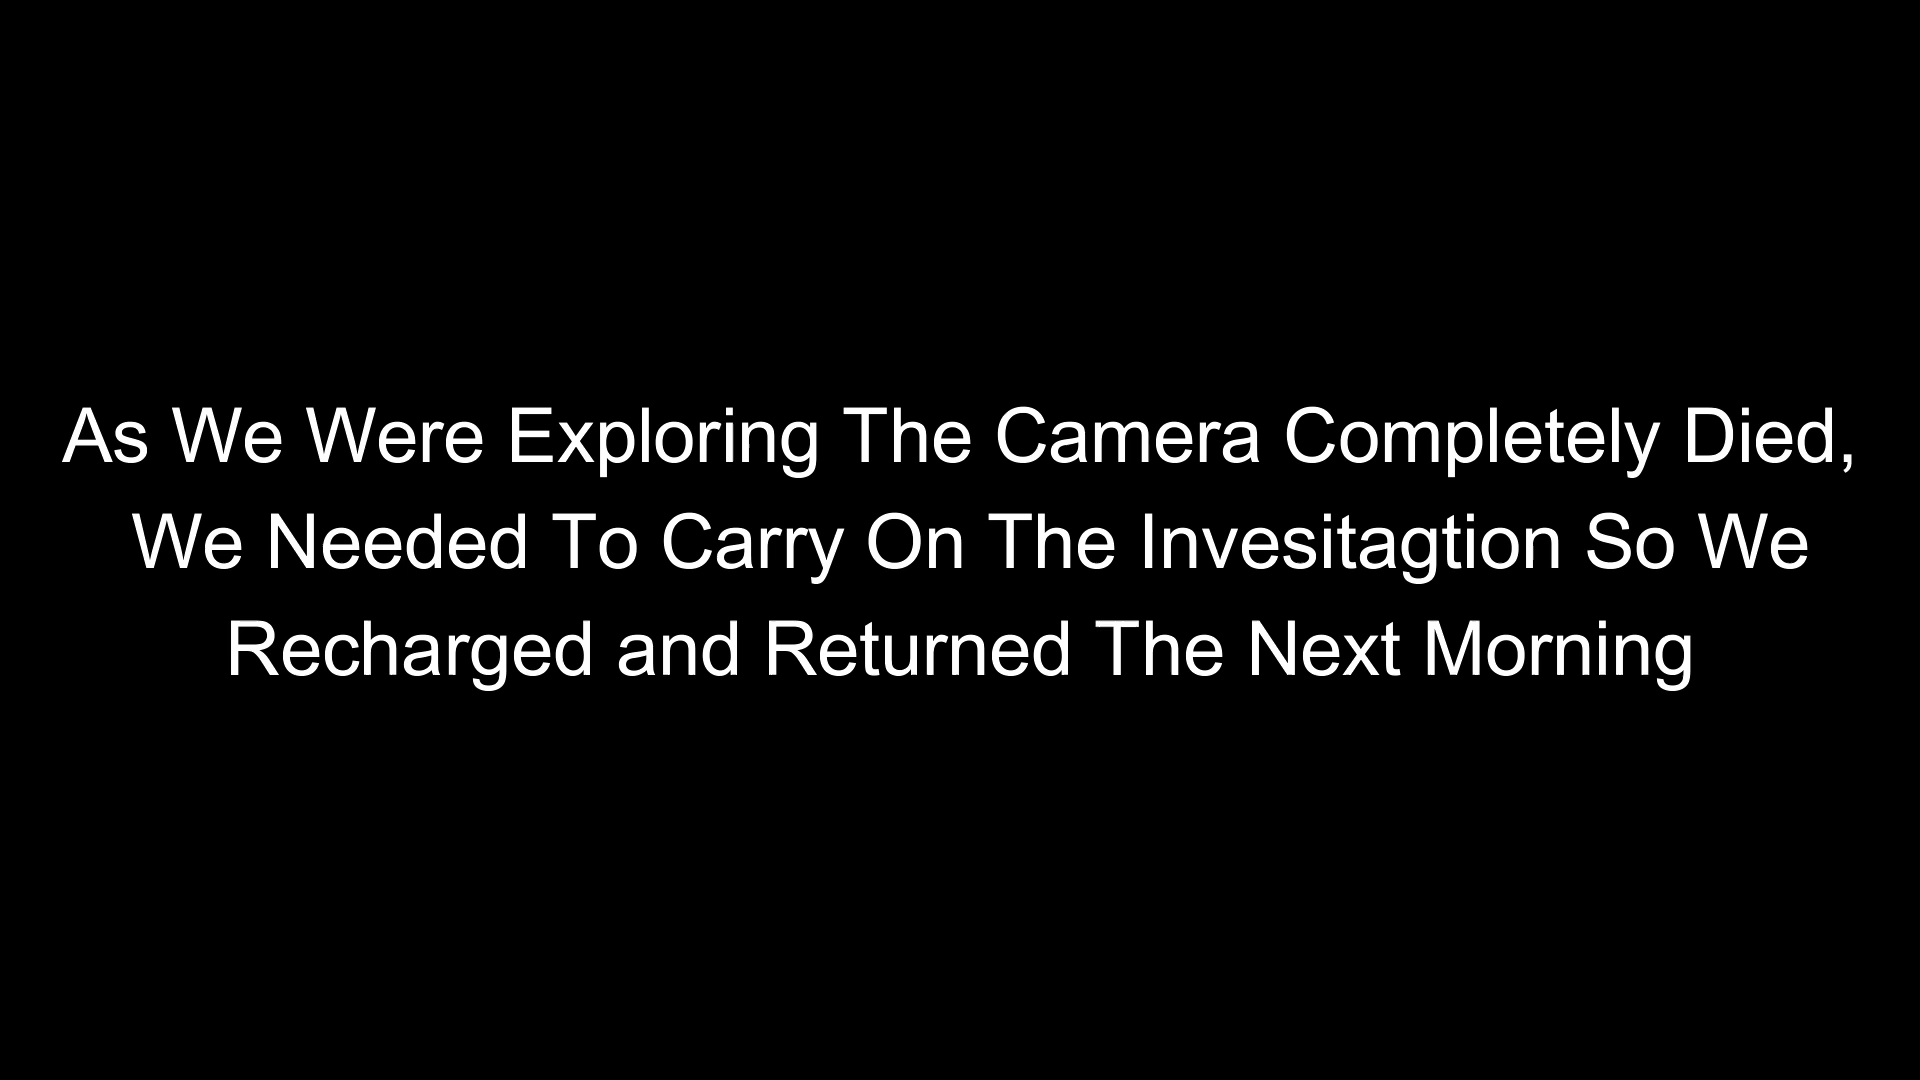 As We Were Exploring The Camera Completely Died,
We Needed To Carry On The Invesitagtion So We
Recharged and Returned The Next Morning